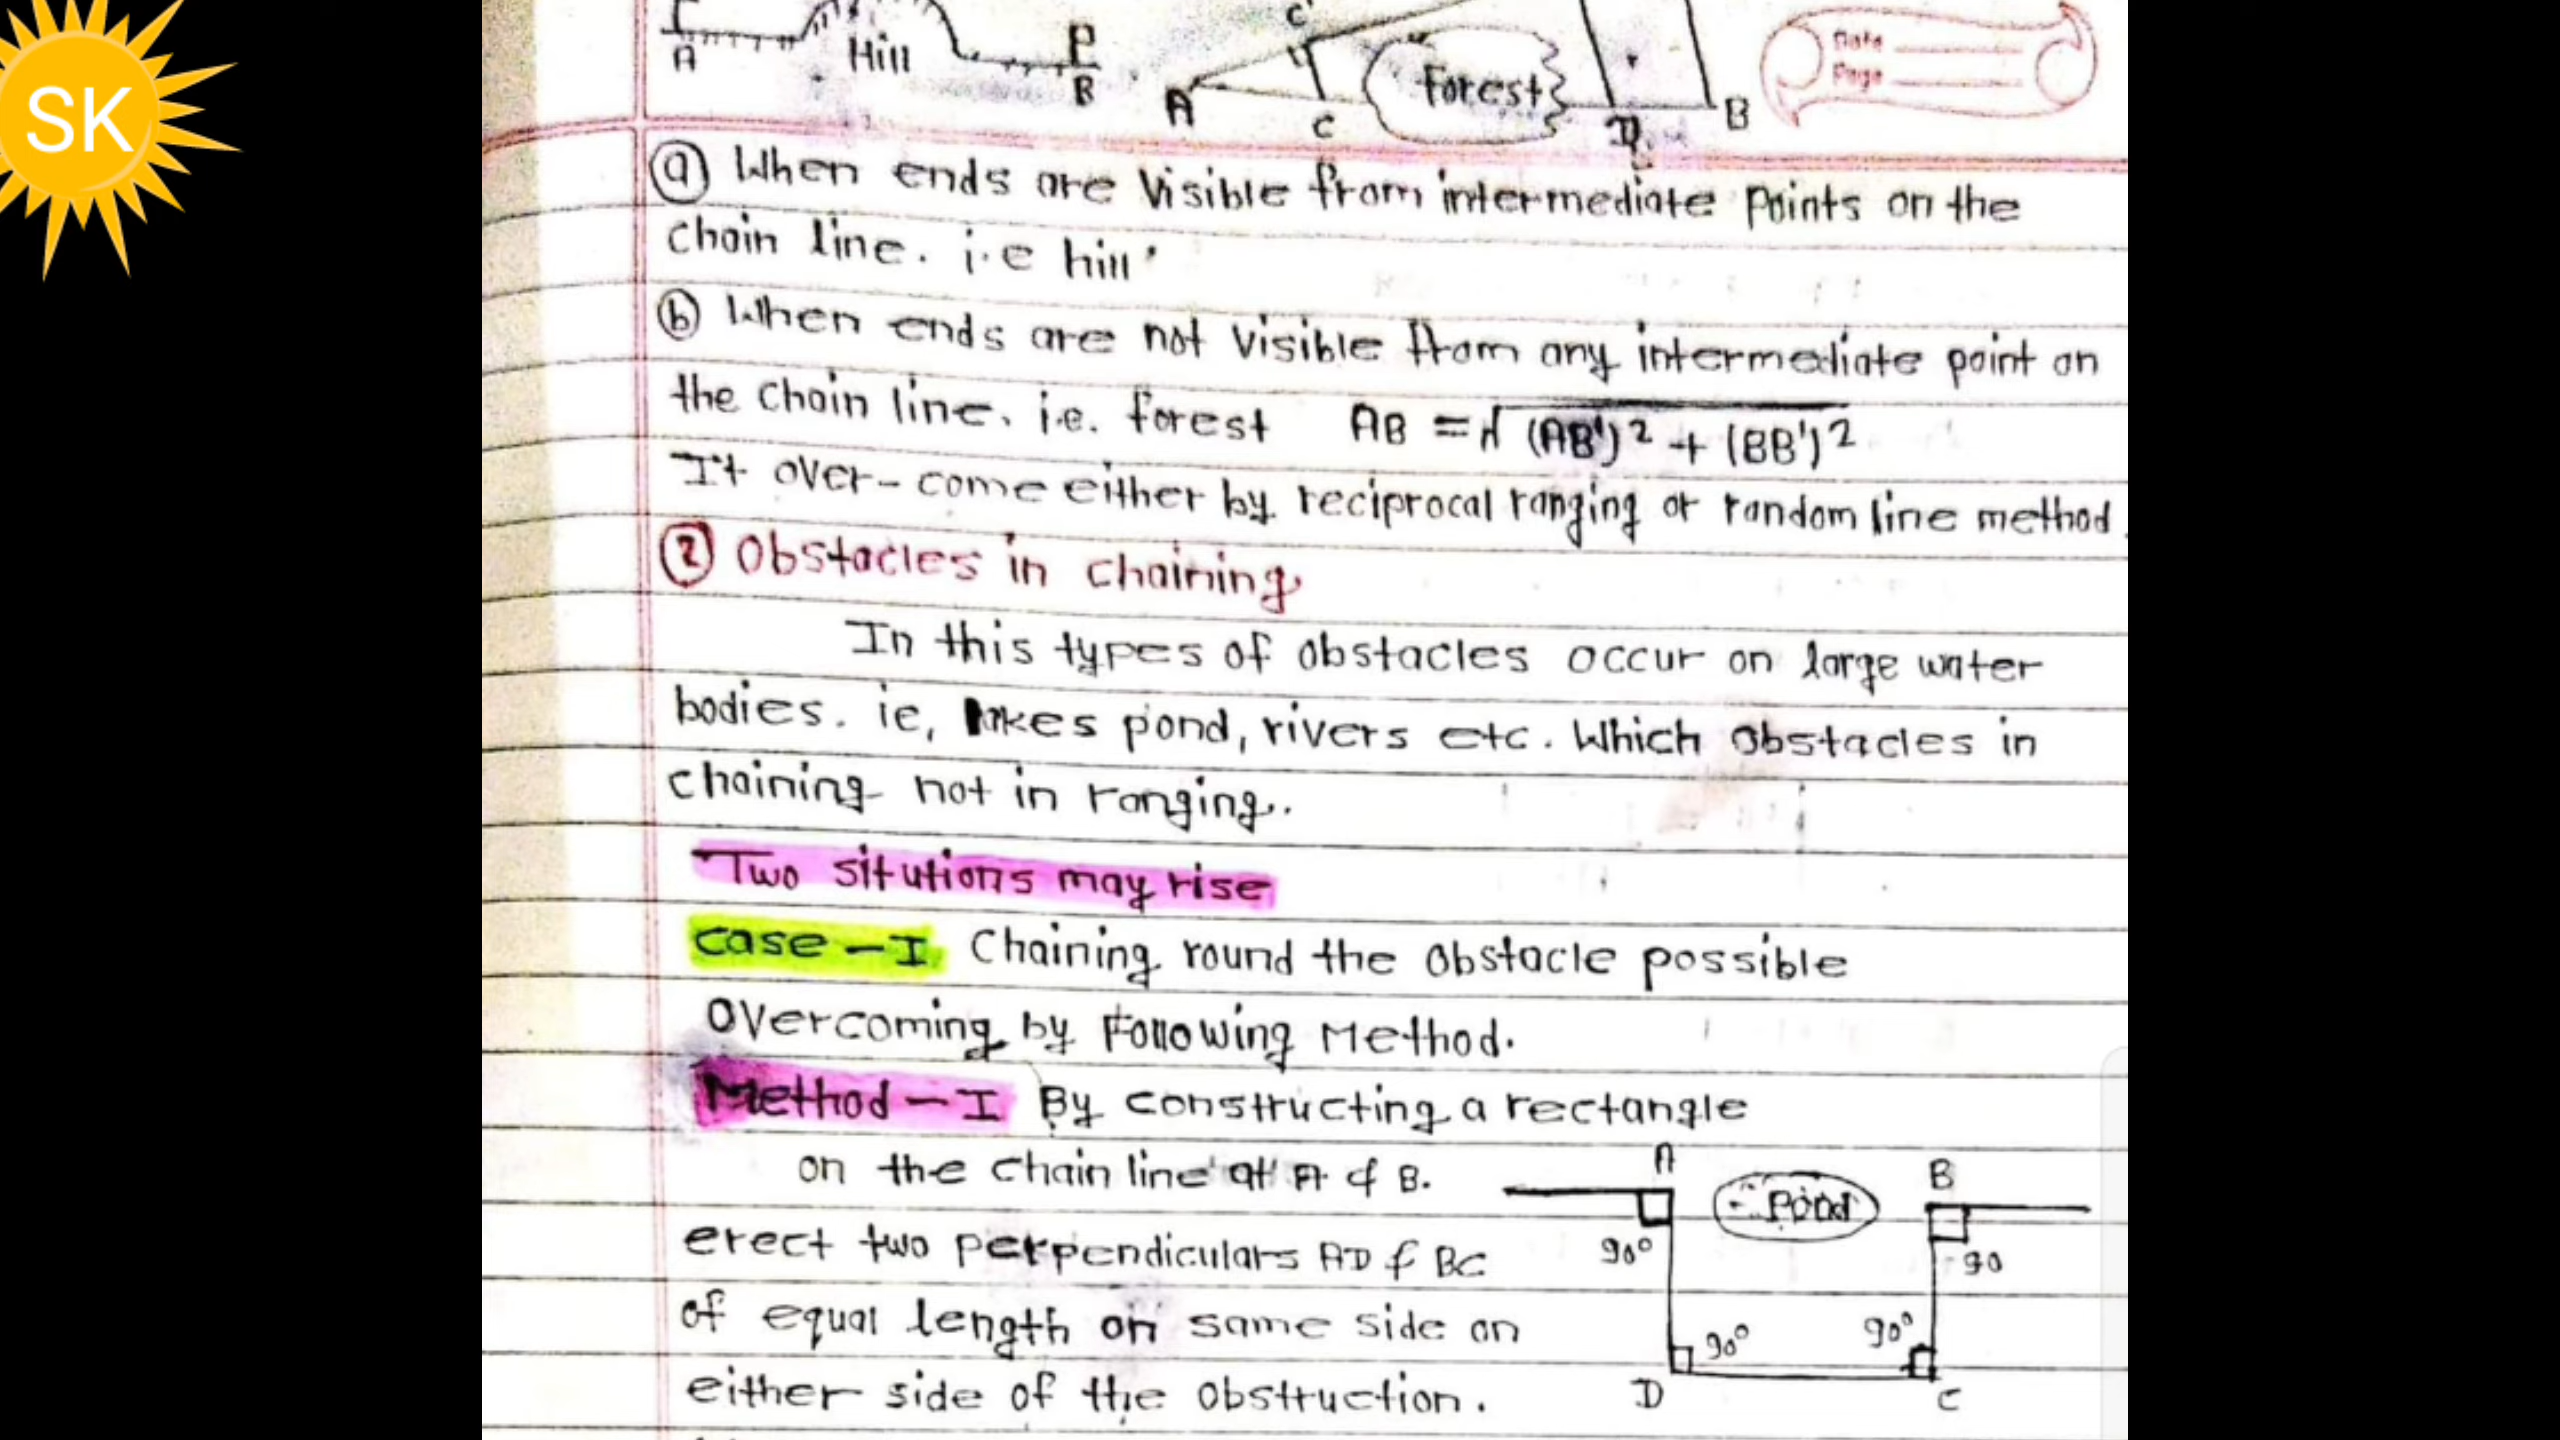 SK
Hill
A
B
C'
A
C
Forest
D
B
Date
Page
(a) When ends are Visible from intermediate Points on the
chain line. i.e hill'
(b) When ends are not Visible from any intermediate point on
the Chain line. i.e. forest AB = √(AB')² + (BB')²
It over-come either by reciprocal ranging or random line method.
(2) Obstacles in chaining
In this types of obstacles occur on large water
bodies. ie, lakes pond, rivers etc. Which obstacles in
chaining not in ranging.
Two situtions may rise
Case - I Chaining round the obstacle possible
Overcoming by Following Method.
Method - I By constructing a rectangle
on the Chain line at A & B.
erect two perpendiculars AD & BC
of equal length on same side on
either side of the obstruction.
A
Pond
B
90°
90
90°
90°
D
C